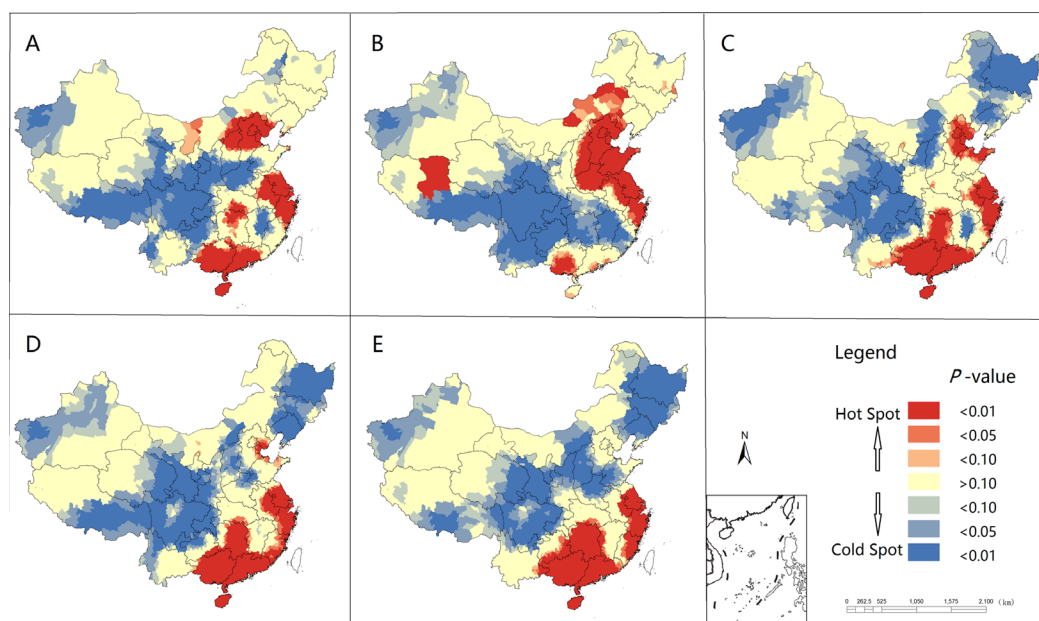 A
B
C
D
E
Legend
P -value
Hot Spot
<0.01
<0.05
<0.10
>0.10
<0.10
<0.05
Cold Spot
<0.01
N
0 262.5 525 1,050 1,575 2,100 (km)